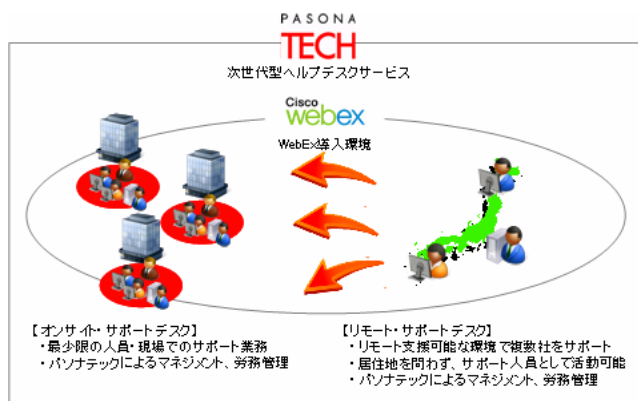 PASONA
TECH
次世代型ヘルプデスクサービス
Cisco
webex
WebEx導入環境
【オンサイト・サポートデスク】
・最少限の人員・現場でのサポート業務
・パソナテックによるマネジメント、労務管理
【リモート・サポートデスク】
・リモート支援可能な環境で複数社をサポート
・居住地を問わず、サポート人員として活動可能
・パソナテックによるマネジメント、労務管理